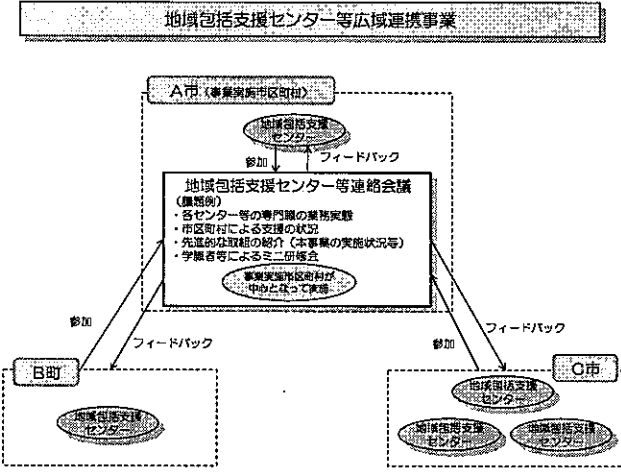 地域包括支援センター等広域連携事業
A市（事業実施市区町村）
地域包括支援
センター
参加
フィードバック
地域包括支援センター等連絡会議
（議題例）
・各センター等の専門職の業務実態
・市区町村による支援の状況
・先進的な取組の紹介（本事業の実施状況等）
・学識者等によるミニ研修会
事業実施市区町村が
中心となって実施
参加
フィードバック
参加
フィードバック
B町
地域包括支援
センター
C市
地域包括支援
センター
地域包括支援
センター
地域包括支援
センター